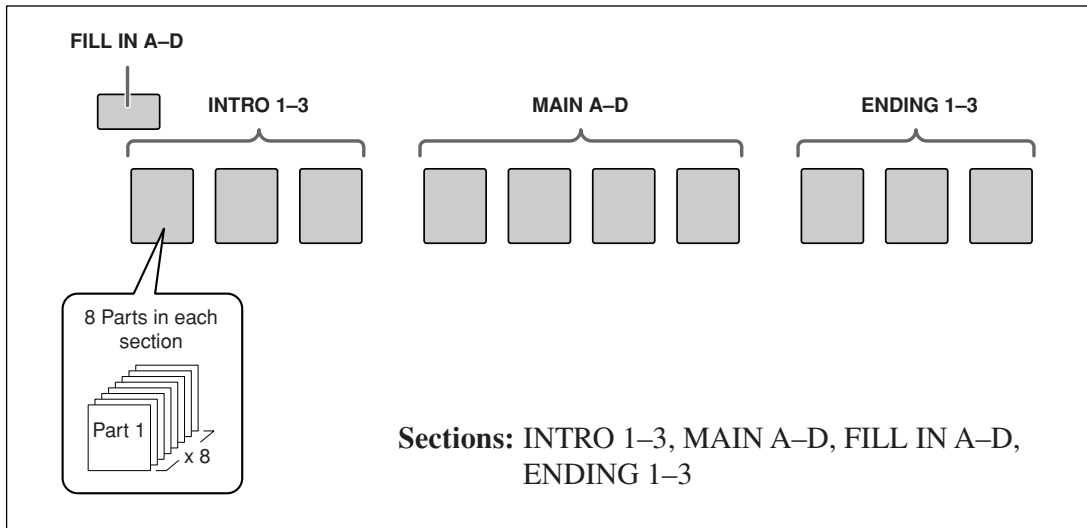 FILL IN A–D
INTRO 1–3
MAIN A–D
ENDING 1–3
8 Parts in each
section
Part 1
x 8
Sections: INTRO 1–3, MAIN A–D, FILL IN A–D,
ENDING 1–3